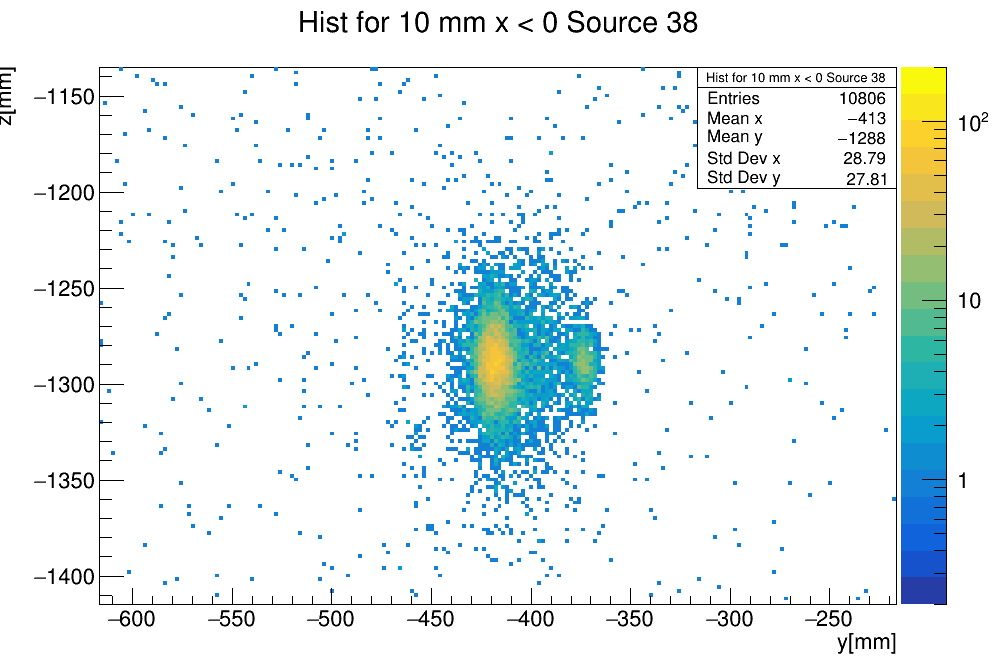 Hist for 10 mm x < 0 Source 38
z[mm]
Hist for 10 mm x < 0 Source 38
Entries 10806
Mean x −413
Mean y −1288
Std Dev x 28.79
Std Dev y 27.81
−1150
−1200
−1250
−1300
−1350
−1400
10²
10
1
−600 −550 −500 −450 −400 −350 −300 −250
y[mm]